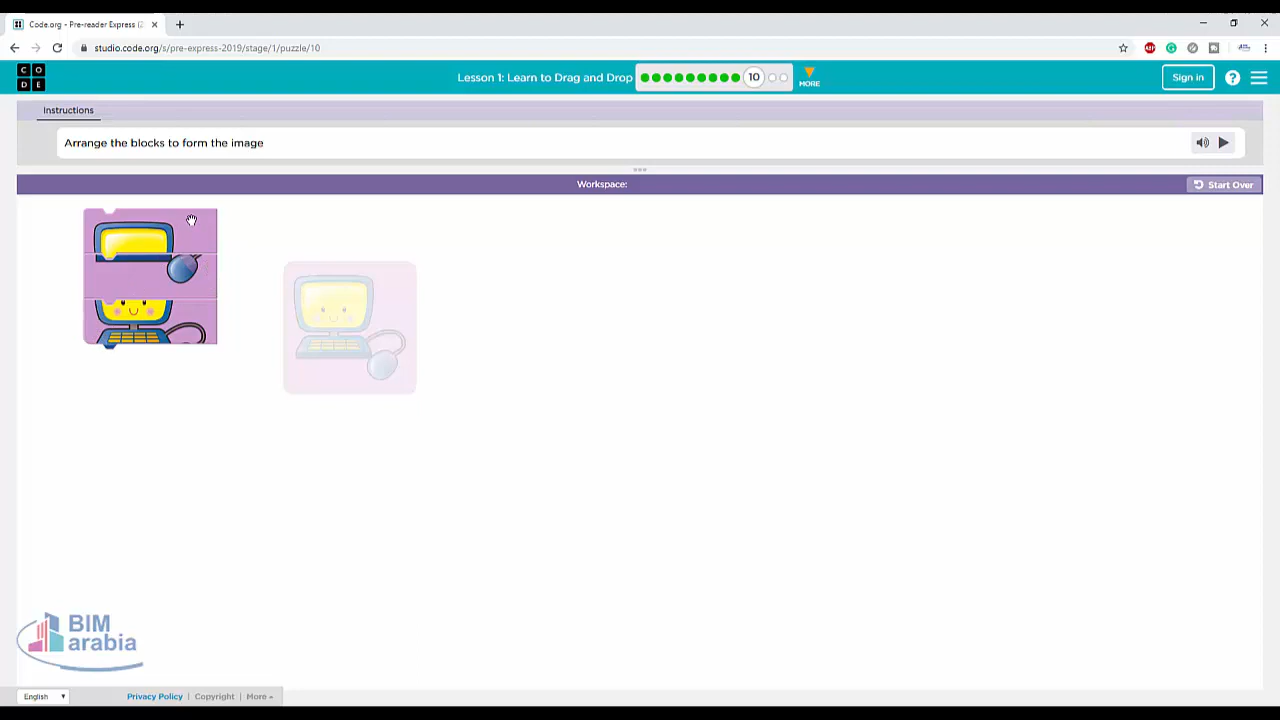 Code.org - Pre-reader Express (2
studio.code.org/s/pre-express-2019/stage/1/puzzle/10
C O
D E
Lesson 1: Learn to Drag and Drop
10
MORE
Sign in
Instructions
Arrange the blocks to form the image
Workspace:
Start Over
BIM
arabia
English
Privacy Policy | Copyright | More